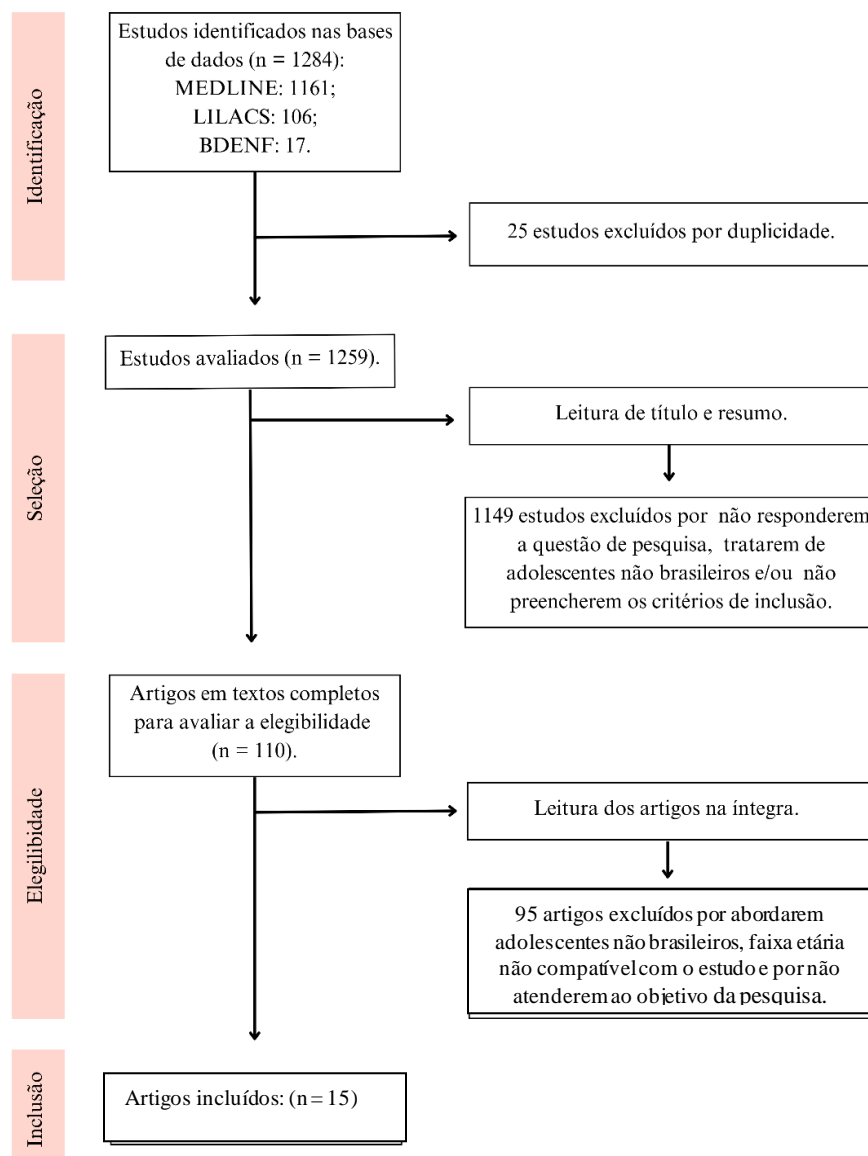 Identificação
Estudos identificados nas bases
de dados (n = 1284):
MEDLINE: 1161;
LILACS: 106;
BDENF: 17.
25 estudos excluídos por duplicidade.
Seleção
Estudos avaliados (n = 1259).
Leitura de título e resumo.
1149 estudos excluídos por não responderem
a questão de pesquisa, tratarem de
adolescentes não brasileiros e/ou não
preencherem os critérios de inclusão.
Elegilibidade
Artigos em textos completos
para avaliar a elegibilidade
(n = 110).
Leitura dos artigos na íntegra.
95 artigos excluídos por abordarem
adolescentes não brasileiros, faixa etária
não compatível com o estudo e por não
atenderem ao objetivo da pesquisa.
Inclusão
Artigos incluídos: (n = 15)